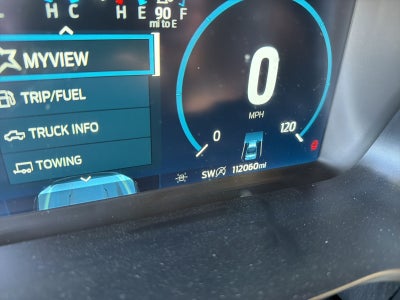 H C H E F
90
mi to E
MYVIEW
TRIP/FUEL
TRUCK INFO
TOWING
0
MPH
0 120
SW 112060mi